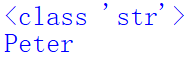 <class 'str'>
Peter